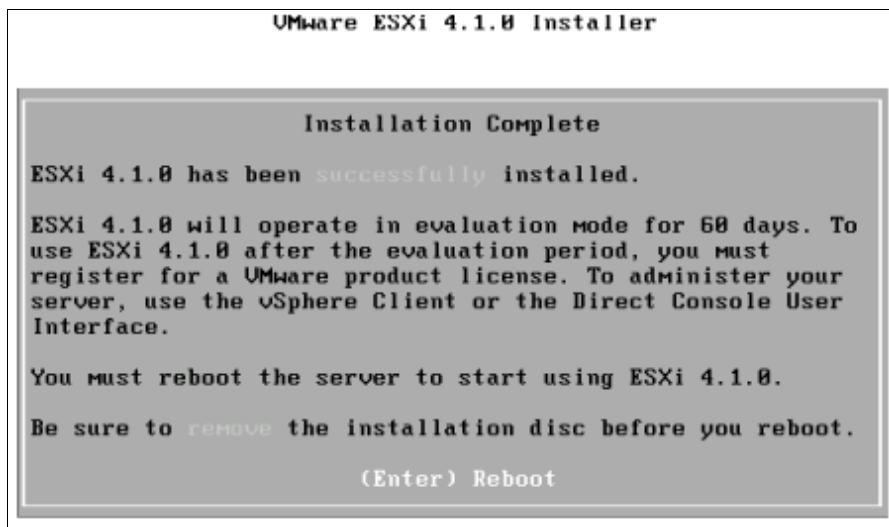 VMware ESXi 4.1.0 Installer
Installation Complete
ESXi 4.1.0 has been successfully installed.
ESXi 4.1.0 will operate in evaluation mode for 60 days. To
use ESXi 4.1.0 after the evaluation period, you must
register for a VMware product license. To administer your
server, use the vSphere Client or the Direct Console User
Interface.
You must reboot the server to start using ESXi 4.1.0.
Be sure to remove the installation disc before you reboot.
(Enter) Reboot